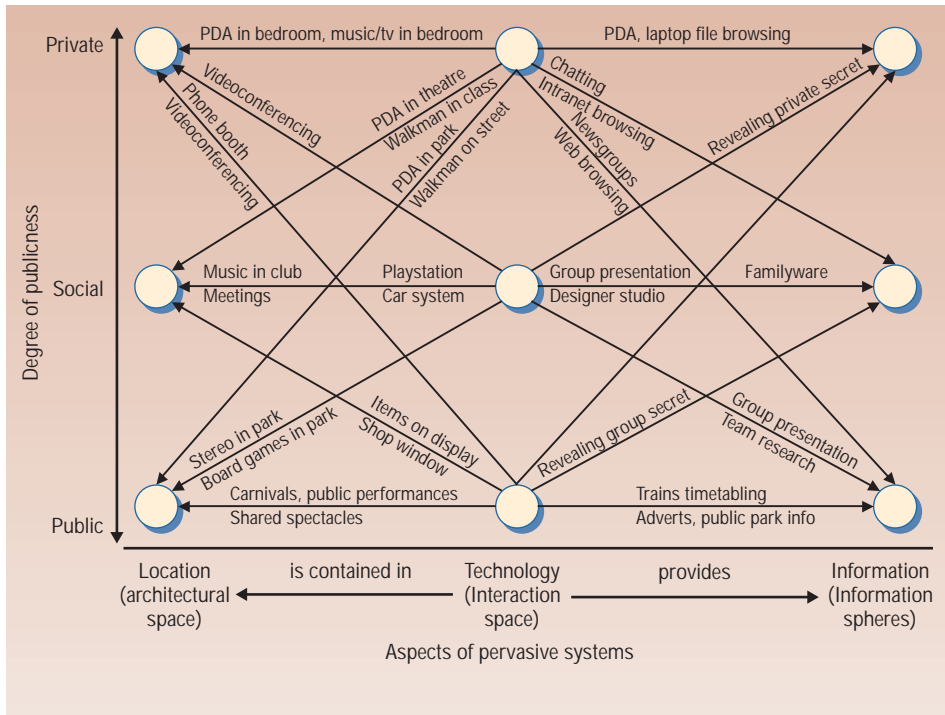 Private
PDA in bedroom, music/tv in bedroom
PDA, laptop file browsing
Videoconferencing
Phone booth
Videoconferencing
PDA in theatre
Walkman in class
PDA in park
Walkman on street
Chatting
Intranet browsing
Newsgroups
Web browsing
Revealing private secret
Degree of publicness
Social
Music in club
Meetings
Playstation
Car system
Group presentation
Designer studio
Familyware
Stereo in park
Board games in park
Items on display
Shop window
Revealing group secret
Group presentation
Team research
Public
Carnivals, public performances
Shared spectacles
Trains timetabling
Adverts, public park info
Location
(architectural
space)
is contained in
Technology
(Interaction
space)
provides
Information
(Information
spheres)
Aspects of pervasive systems